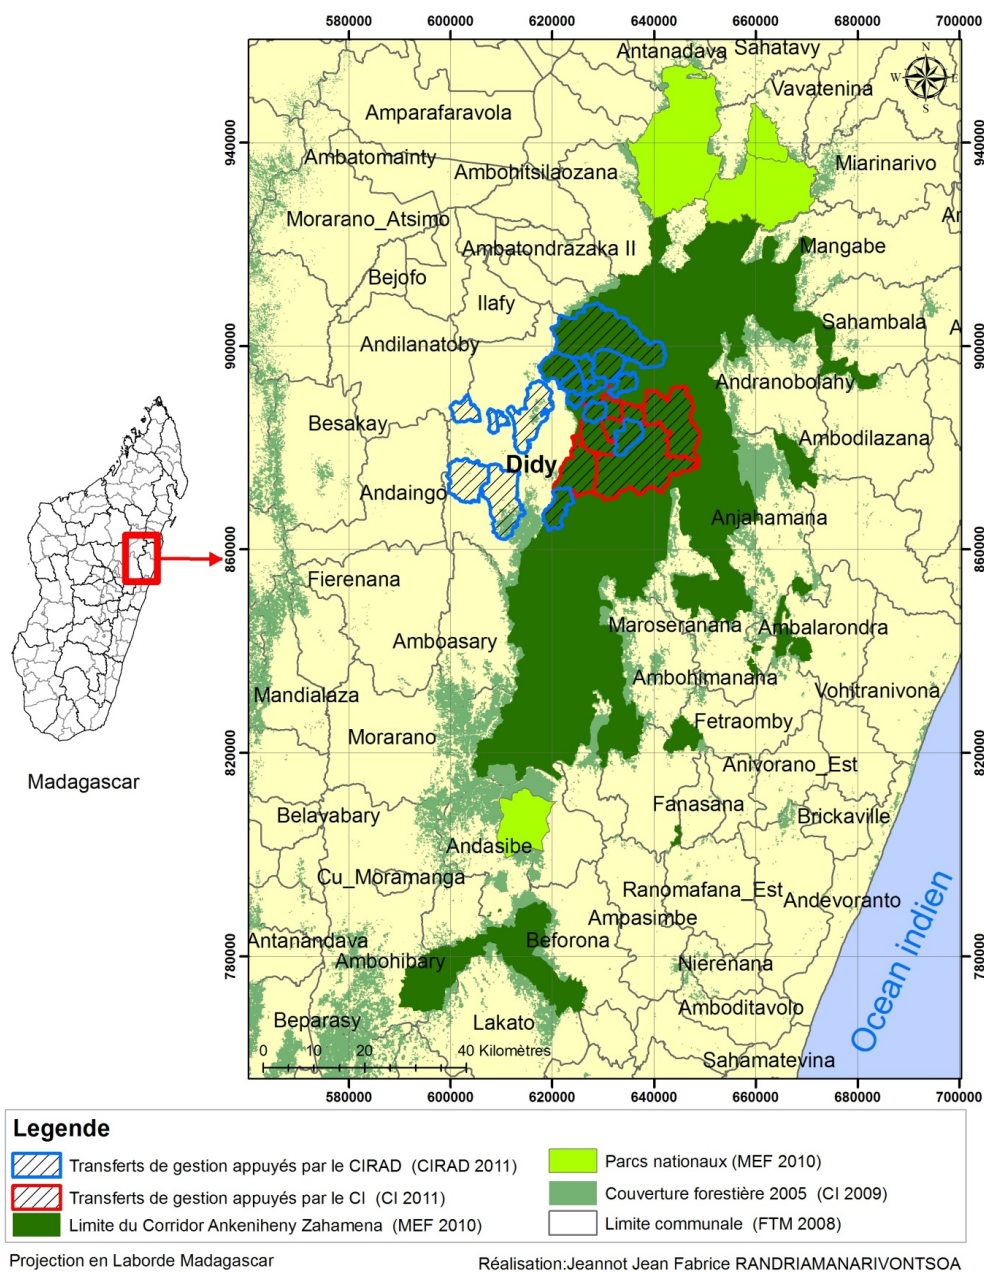 580000 600000 620000 640000 660000 680000 700000
Antanadava Sahatavy
N
W E
S
Vavatenina
Amparafaravola
940000 940000
Ambatomainty
Miarinarivo
Ambohitsilaozana
Morarano_Atsimo
Ar
Ambatondrazaka II
Mangabe
Bejofo
Ilafy
Sahambala
A
900000 900000
Andilanatoby
Andranobolahy
Besakay
Ambodilazana
Didy
Andaingo
Anjahamana
860000 860000
Fierenana
Maroseranana Ambalarondra
Amboasary
Ambohimanana
Mandialaza
Vohitranivona
Fetraomby
Morarano
820000 820000
Anivorano_Est
Madagascar
Fanasana
Belavabary
Brickaville
Andasibe
Cu_Moramanga
Ranomafana_Est
Andevoranto
Ampasimbe
Antanandava
Beforona
780000 780000
Ambohibary
Nierenana
Ocean indien
Amboditavolo
Beparasy
Lakato
0 10 20 40 Kilomètres
Sahamatevina
580000 600000 620000 640000 660000 680000 700000
Legende
Transferts de gestion appuyés par le CIRAD (CIRAD 2011)
Transferts de gestion appuyés par le CI (CI 2011)
Limite du Corridor Ankeniheny Zahamena (MEF 2010)
Parcs nationaux (MEF 2010)
Couverture forestière 2005 (CI 2009)
Limite communale (FTM 2008)
Projection en Laborde Madagascar
Réalisation:Jeannot Jean Fabrice RANDRIAMANARIVONTSOA